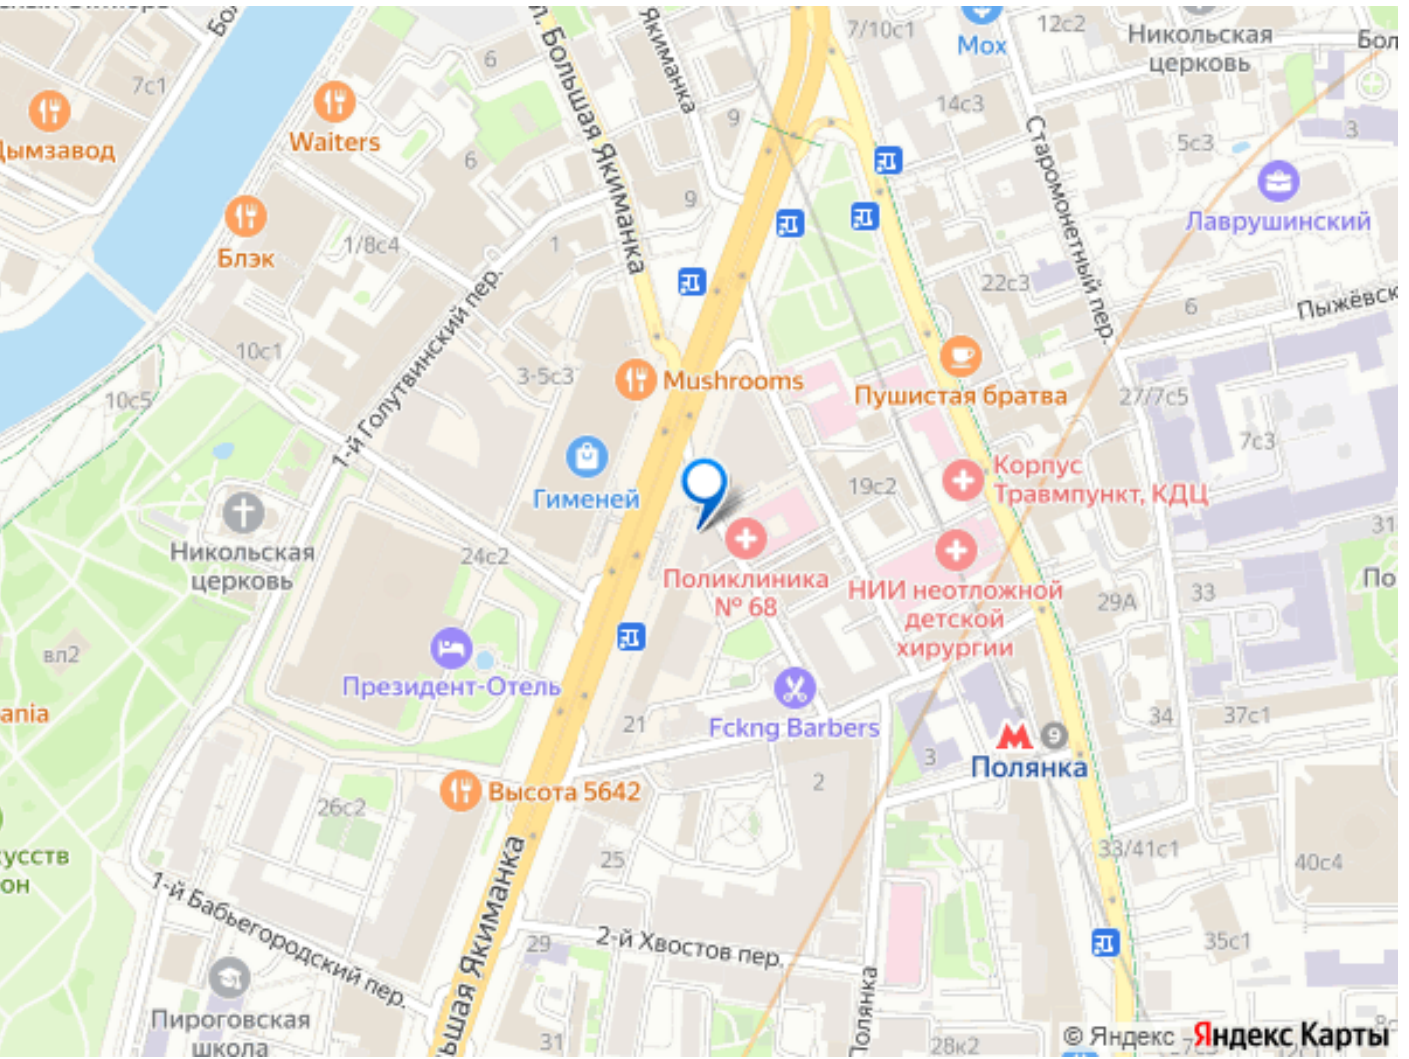 7с1
Дымзавод
6
Waiters
Блэк
6
1/8с4
10с1
10с5
1-й Голутвинский пер.
1
л. Большая Якиманка
Якиманка
9
9
7/10с1
Мох
12с2
Никольская
церковь
14с3
5с3
3
Лаврушинский
Старомонетный пер.
22с3
6
27/7с5
7с3
3-5с3
Mushrooms
Гименей
Пушистая братва
Корпус
Травмпункт, КДЦ
19с2
Никольская
церковь
24с2
Поликлиника
№ 68
НИИ неотложной
детской
хирургии
29А
33
31
вл2
Президент-Отель
21
Fckng Barbers
34
37с1
3
9
Полянка
Высота 5642
26с2
2
25
33/41с1
40с4
1-й Бабьегородский пер.
29
2-й Хвостов пер.
35с1
Пироговская
школа
31
Полянка
28к2
© Яндекс Яндекс Карты